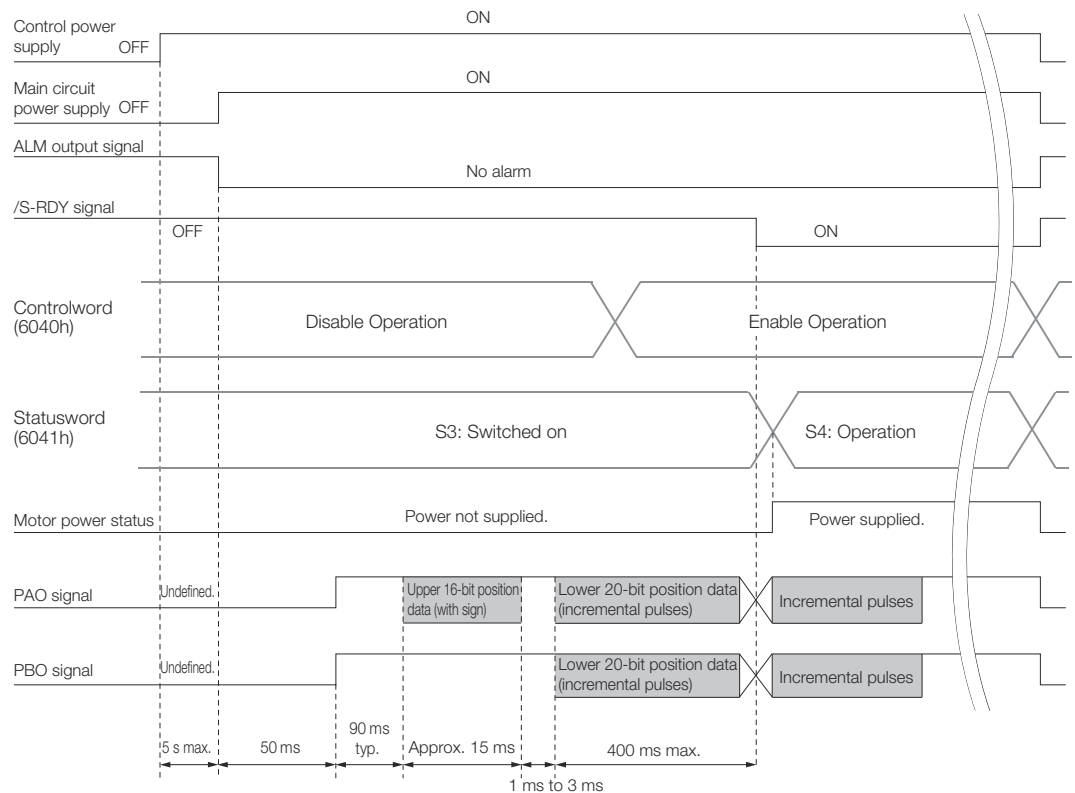 ON
Control power
supply OFF
ON
Main circuit
power supply OFF
ALM output signal
No alarm
/S-RDY signal
OFF
ON
Controlword
(6040h)
Disable Operation
Enable Operation
Statusword
(6041h)
S3: Switched on
S4: Operation
Motor power status
Power not supplied.
Power supplied.
PAO signal
Undefined.
Upper 16-bit position
data (with sign)
Lower 20-bit position data
(incremental pulses)
Incremental pulses
PBO signal
Undefined.
Lower 20-bit position data
(incremental pulses)
Incremental pulses
5 s max.
50 ms
90 ms
typ.
Approx. 15 ms
400 ms max.
1 ms to 3 ms